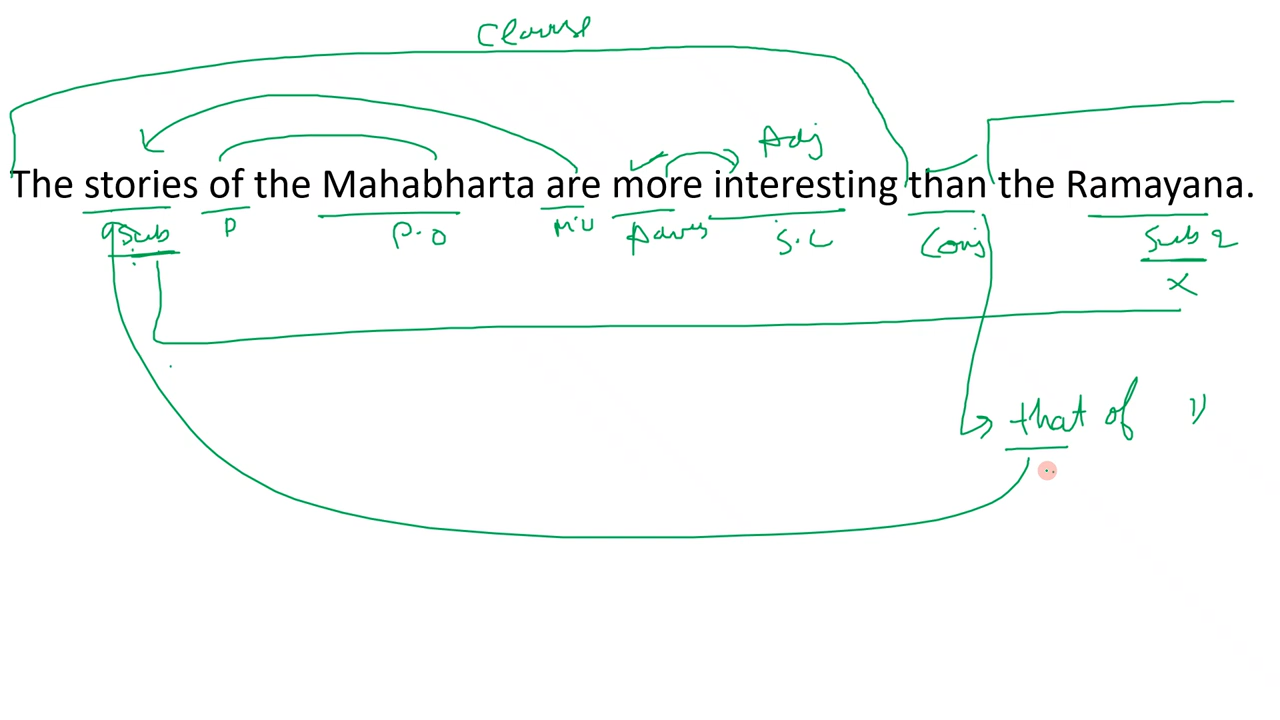 Clause
Adj
The stories of the Mahabharta are more interesting than the Ramayana.
Sub P P.O M.V S.C Conj Sub 2
X
that of "